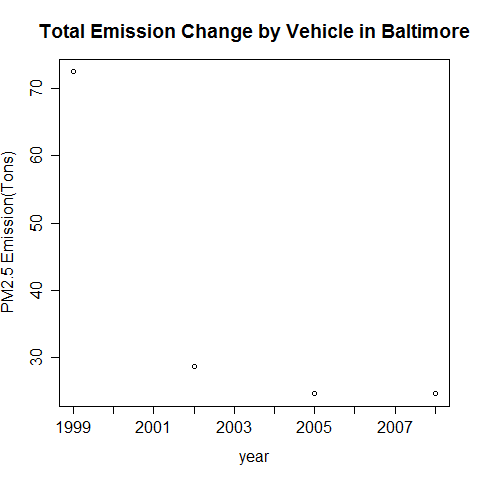 Total Emission Change by Vehicle in Baltimore
PM2.5 Emission(Tons)
70
60
50
40
30
1999 2001 2003 2005 2007
year